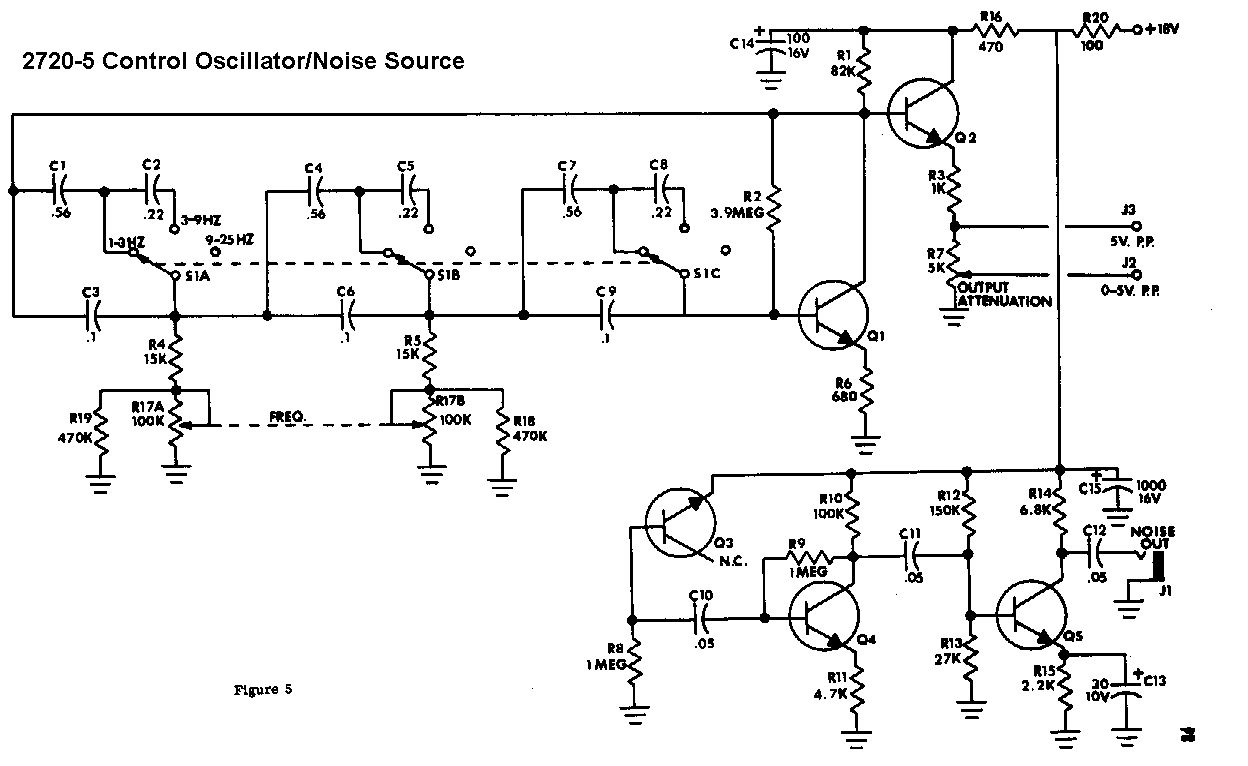 2720-5 Control Oscillator/Noise Source
R16
470
R20
100
+18V
C14
+
100
16V
R1
82K
Q2
R3
1K
J3
5V. P.P.
R7
5K
J2
0-5V. P.P.
OUTPUT
ATTENUATION
C1
.56
C2
.22
3-9HZ
1-3HZ
9-25HZ
S1A
C3
.1
C4
.56
C5
.22
S1B
C6
.1
C7
.56
C8
.22
S1C
C9
.1
R2
3.9MEG
Q1
R6
680
R4
15K
R5
15K
R19
470K
R17A
100K
FREQ.
R17B
100K
R18
470K
Q3
N.C.
R10
100K
R12
150K
R14
6.8K
C15
+
1000
16V
R9
1MEG
C11
.05
C12
.05
NOISE
OUT
J1
C10
.05
R8
1MEG
Q4
R11
4.7K
R13
27K
Q5
R15
2.2K
30
10V
+
C13
Figure 5